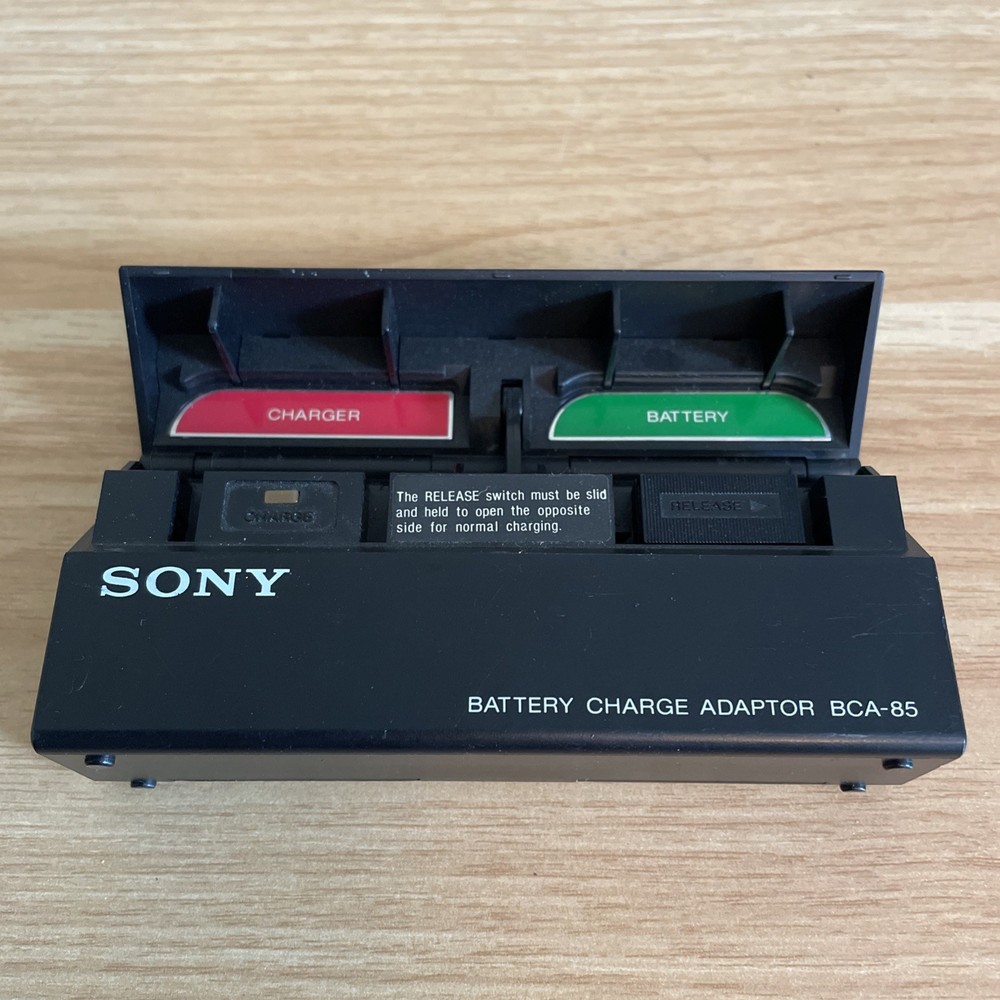 CHARGER
BATTERY
CHARGE
The RELEASE switch must be slid
and held to open the opposite
side for normal charging.
RELEASE
SONY
BATTERY CHARGE ADAPTOR BCA-85